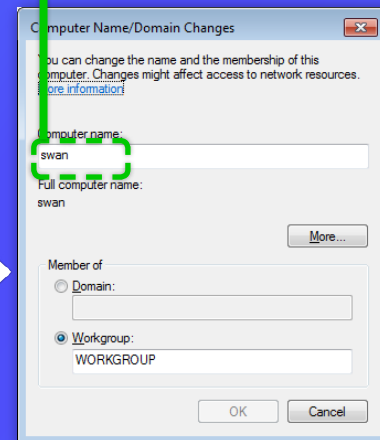 Computer Name/Domain Changes
You can change the name and the membership of this
computer. Changes might affect access to network resources.
More information
Computer name:
swan
Full computer name:
swan
More...
Member of
Domain:
Workgroup:
WORKGROUP
OK
Cancel